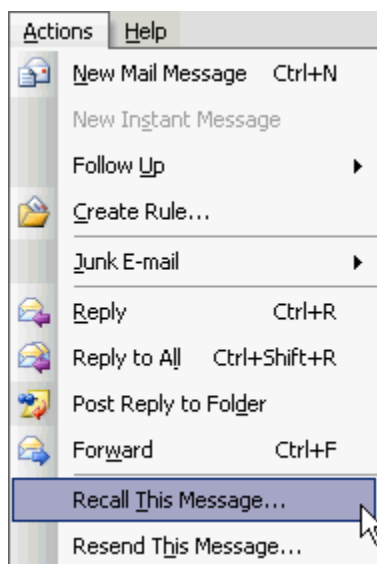 Actions Help
New Mail Message Ctrl+N
New Instant Message
Follow Up
Create Rule...
Junk E-mail
Reply Ctrl+R
Reply to All Ctrl+Shift+R
Post Reply to Folder
Forward Ctrl+F
Recall This Message...
Resend This Message...